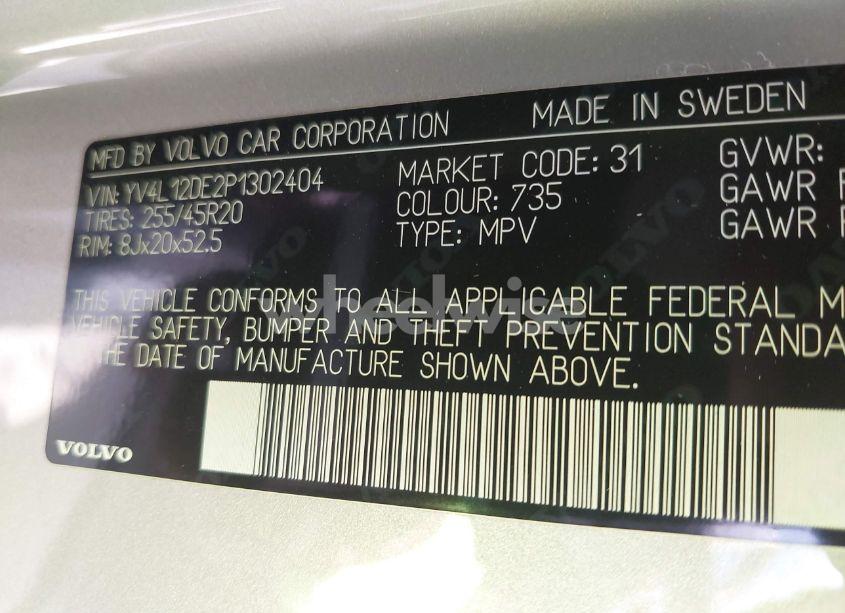 MFD BY VOLVO CAR CORPORATION MADE IN SWEDEN
VIN: YV4L12DE2P1302404 MARKET CODE: 31 GVWR:
TIRES: 255/45R20 COLOUR: 735 GAWR
RIM: 8Jx20x52.5 TYPE: MPV GAWR
THIS VEHICLE CONFORMS TO ALL APPLICABLE FEDERAL M
VEHICLE SAFETY, BUMPER AND THEFT PREVENTION STANDA
THE DATE OF MANUFACTURE SHOWN ABOVE.
wheelwise
VOLVO